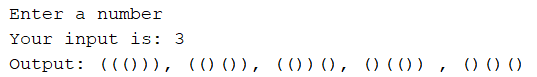 Enter a number
Your input is: 3
Output: ((())), (()()), (())(), ()(()) , ()()()